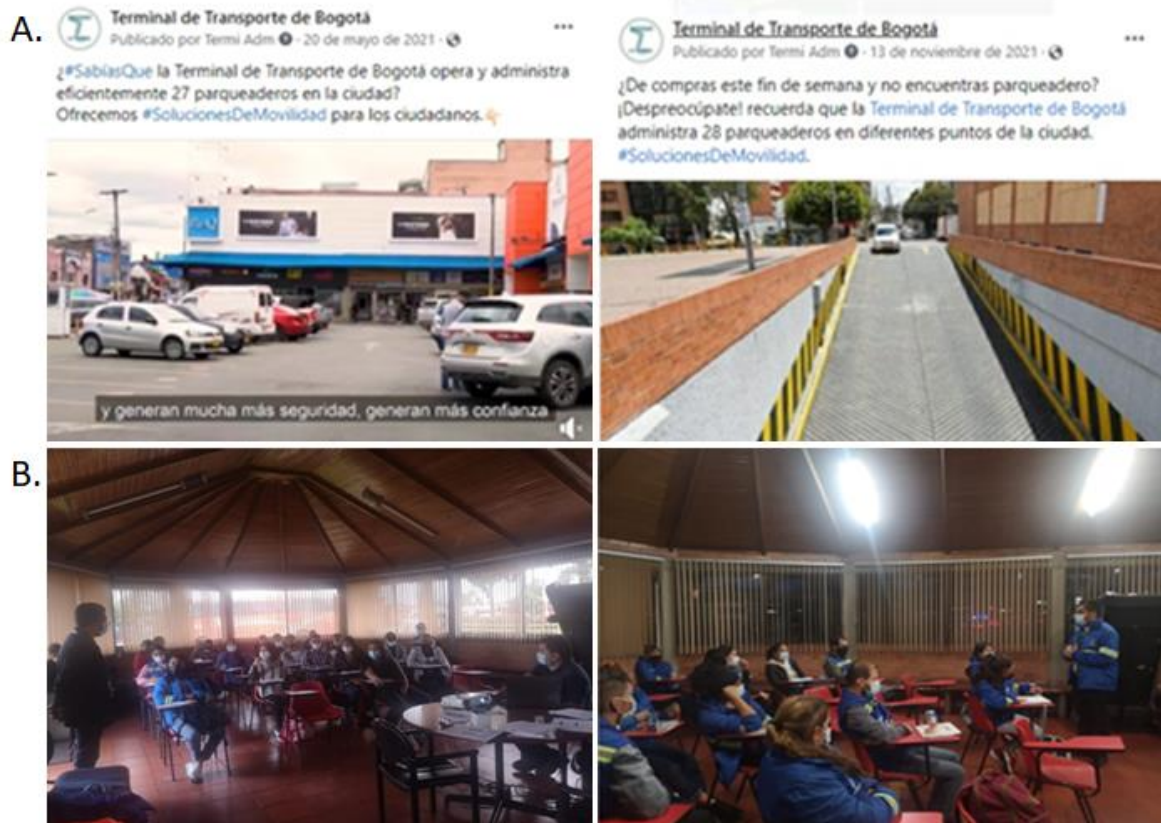 A.
Terminal de Transporte de Bogotá
Publicado por Termi Adm · 20 de mayo de 2021 ·
¿#SabíasQue la Terminal de Transporte de Bogotá opera y administra
eficientemente 27 parqueaderos en la ciudad?
Ofrecemos #SolucionesDeMovilidad para los ciudadanos.
y generan mucha más seguridad, generan más confianza
Terminal de Transporte de Bogotá
Publicado por Termi Adm · 13 de noviembre de 2021 ·
¿De compras este fin de semana y no encuentras parqueadero?
¡Despreocúpate! recuerda que la Terminal de Transporte de Bogotá
administra 28 parqueaderos en diferentes puntos de la ciudad.
#SolucionesDeMovilidad.
B.